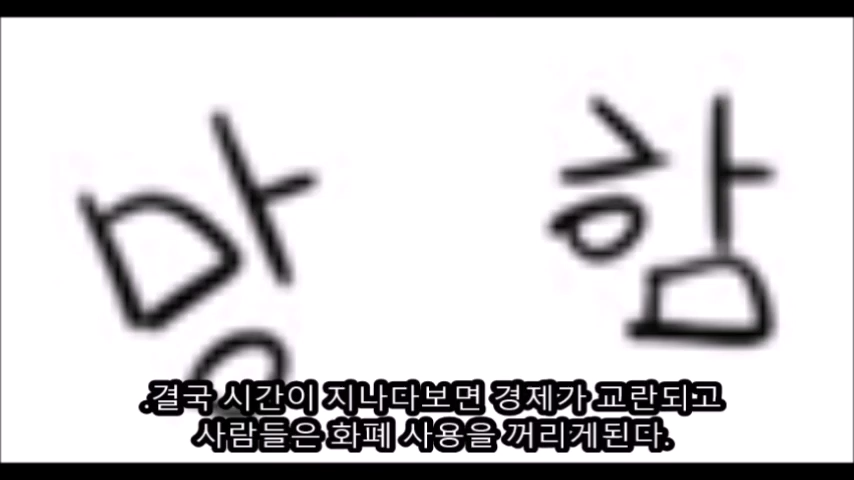 망 함
.결국 시간이 지나다보면 경제가 교란되고
사람들은 화폐 사용을 꺼리게된다.